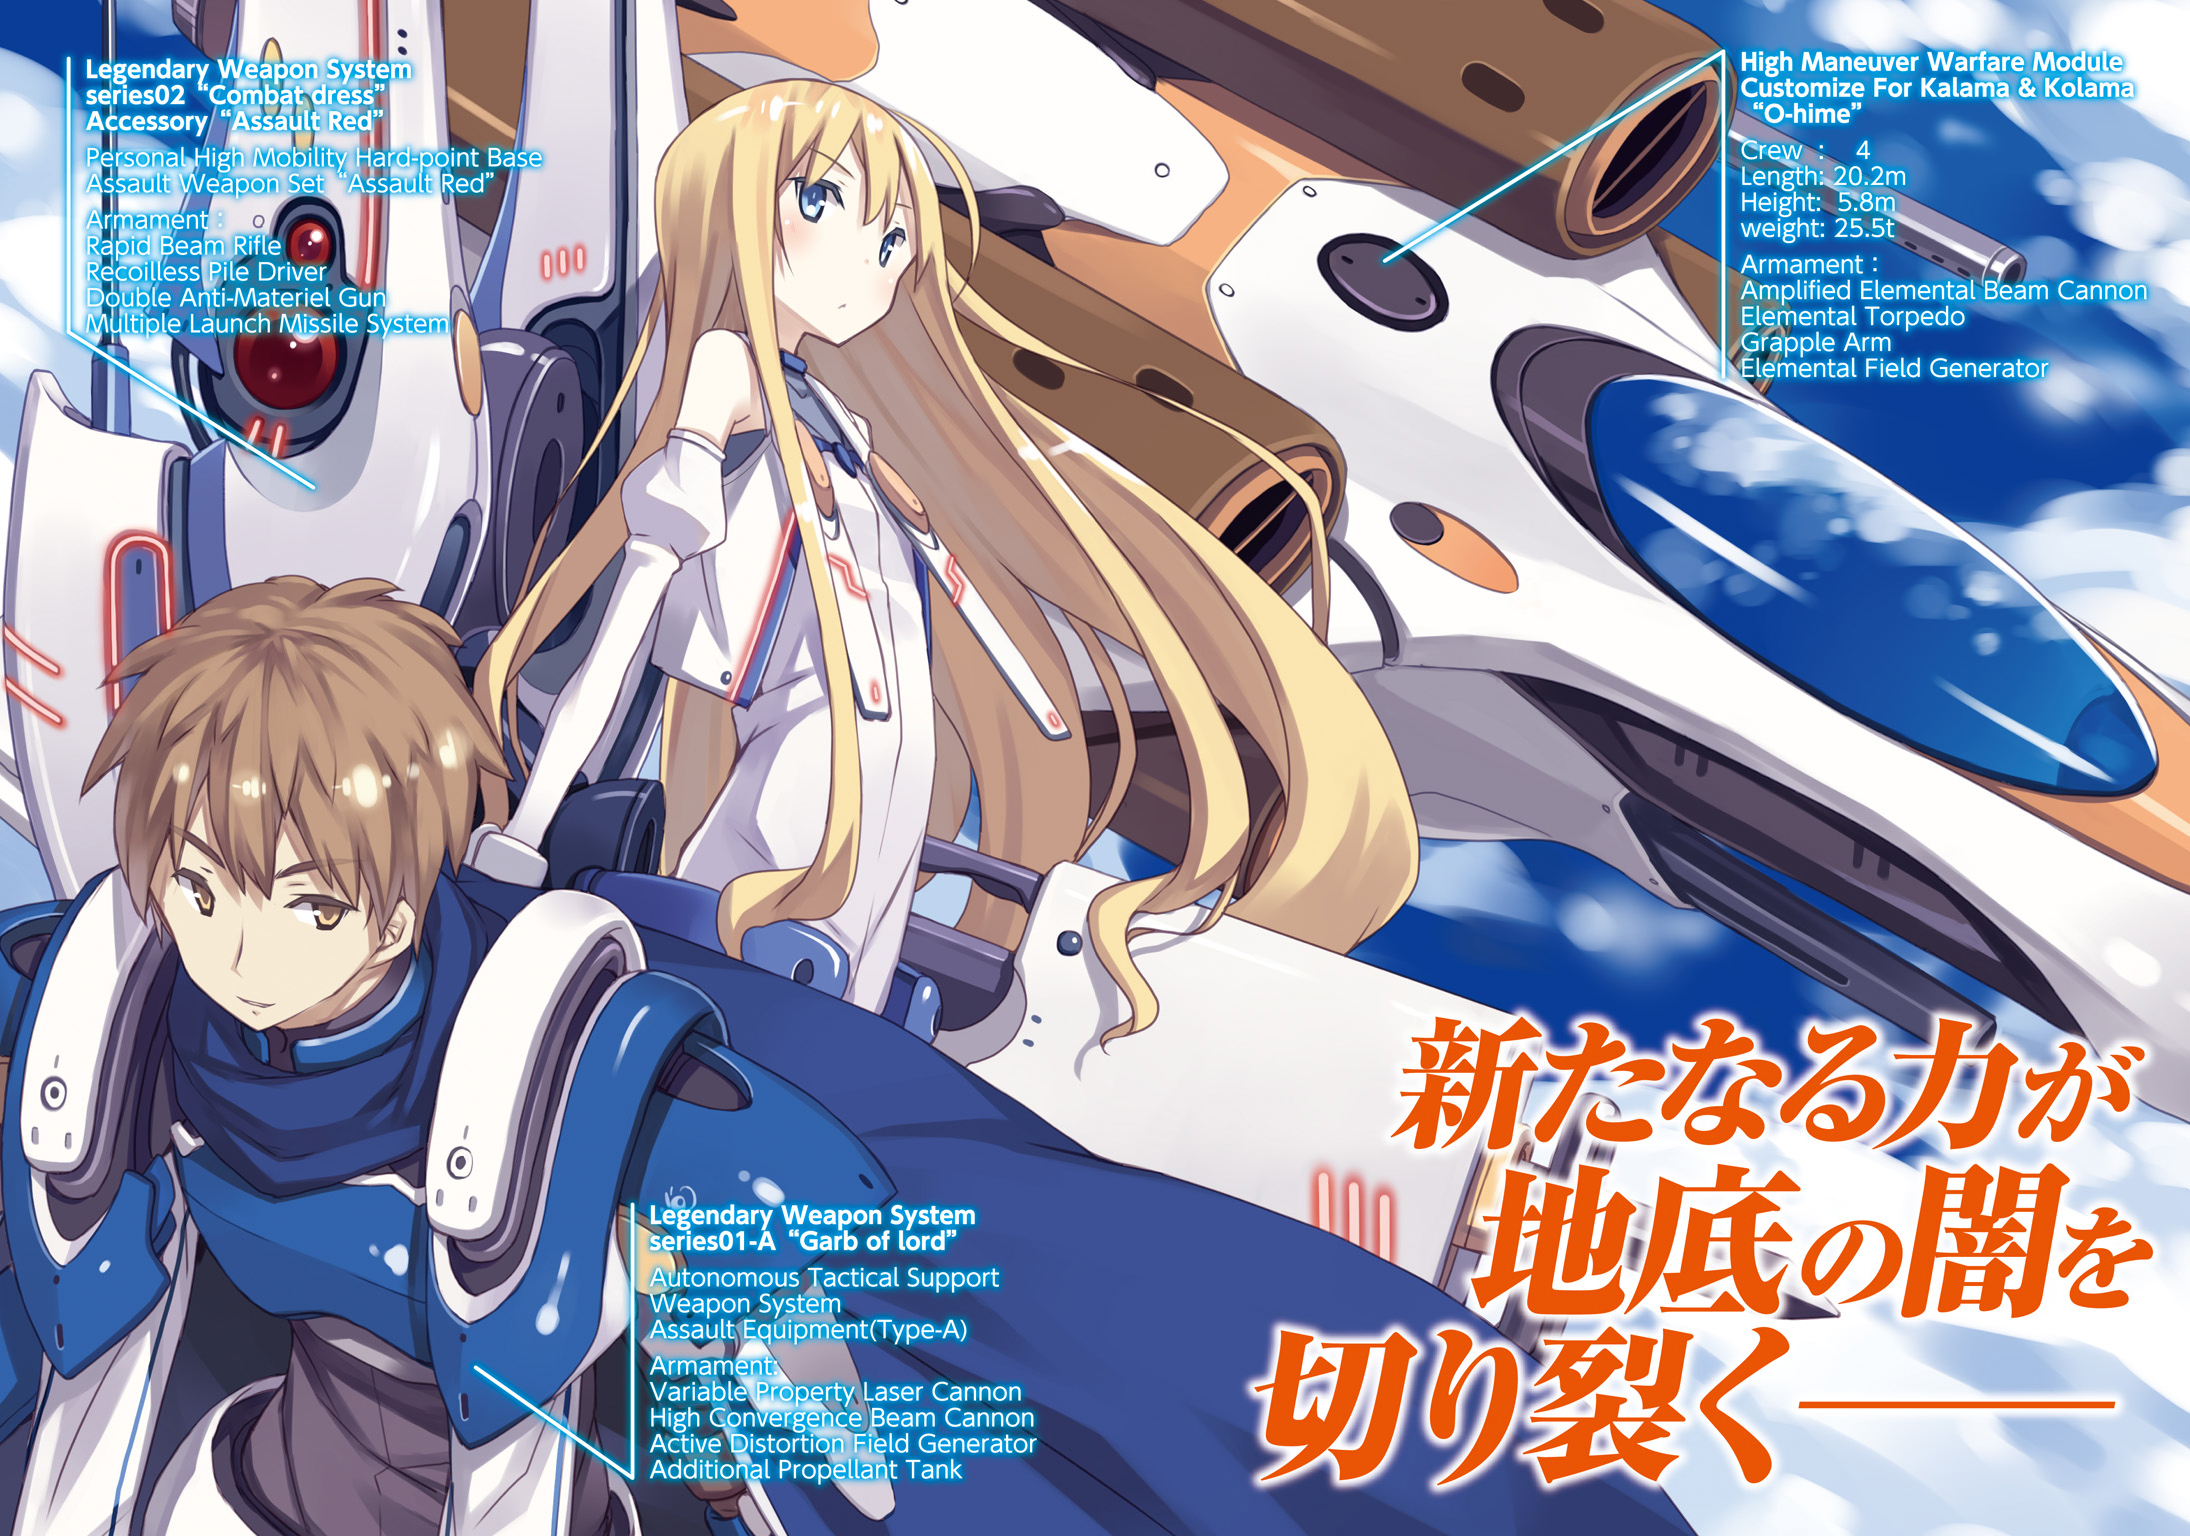 Legendary Weapon System
series02 “Combat dress”
Accessory “Assault Red”
Personal High Mobility Hard-point Base
Assault Weapon Set “Assault Red”
Armament :
Rapid Beam Rifle
Recoilless Pile Driver
Double Anti-Materiel Gun
Multiple Launch Missile System
High Maneuver Warfare Module
Customize For Kalama & Kolama
“O-hime”
Crew : 4
Length: 20.2m
Height: 5.8m
weight: 25.5t
Armament :
Amplified Elemental Beam Cannon
Elemental Torpedo
Grapple Arm
Elemental Field Generator
Legendary Weapon System
series01-A “Garb of lord”
Autonomous Tactical Support
Weapon System
Assault Equipment(Type-A)
Armament:
Variable Property Laser Cannon
High Convergence Beam Cannon
Active Distortion Field Generator
Additional Propellant Tank
新たなる力が
地底の闇を
切り裂く――